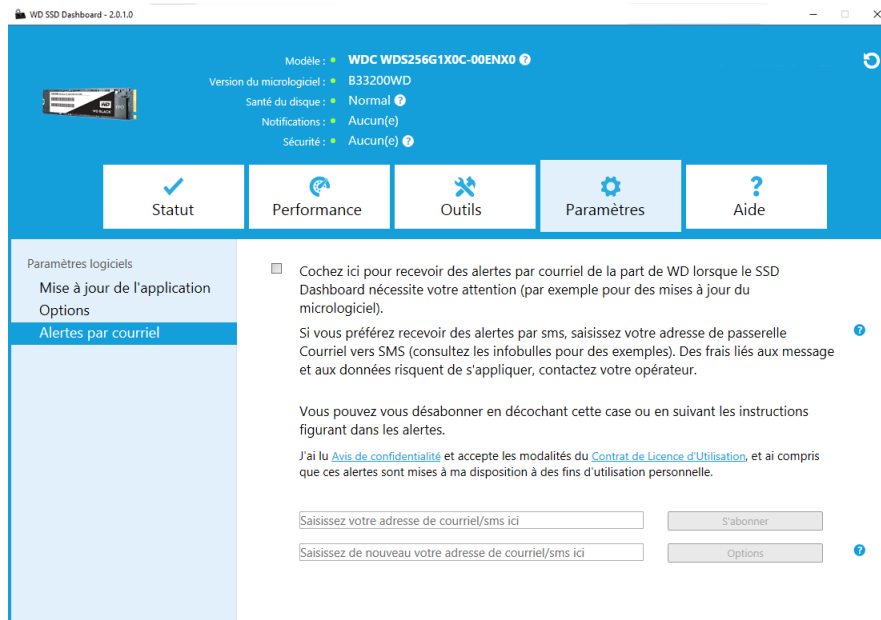 WD SSD Dashboard - 2.0.1.0
Modèle : WDC WDS256G1X0C-00ENX0
Version du micrologiciel : B33200WD
Santé du disque : Normal
Notifications : Aucun(e)
Sécurité : Aucun(e)
WD BLACK
Statut
Performance
Outils
Paramètres
Aide
Paramètres logiciels
Mise à jour de l'application
Options
Alertes par courriel
Cochez ici pour recevoir des alertes par courriel de la part de WD lorsque le SSD
Dashboard nécessite votre attention (par exemple pour des mises à jour du
micrologiciel).
Si vous préférez recevoir des alertes par sms, saisissez votre adresse de passerelle
Courriel vers SMS (consultez les infobulles pour des exemples). Des frais liés aux message
et aux données risquent de s'appliquer, contactez votre opérateur.
Vous pouvez vous désabonner en décochant cette case ou en suivant les instructions
figurant dans les alertes.
J'ai lu Avis de confidentialité et accepte les modalités du Contrat de Licence d'Utilisation, et ai compris
que ces alertes sont mises à ma disposition à des fins d'utilisation personnelle.
Saisissez votre adresse de courriel/sms ici
S'abonner
Saisissez de nouveau votre adresse de courriel/sms ici
Options